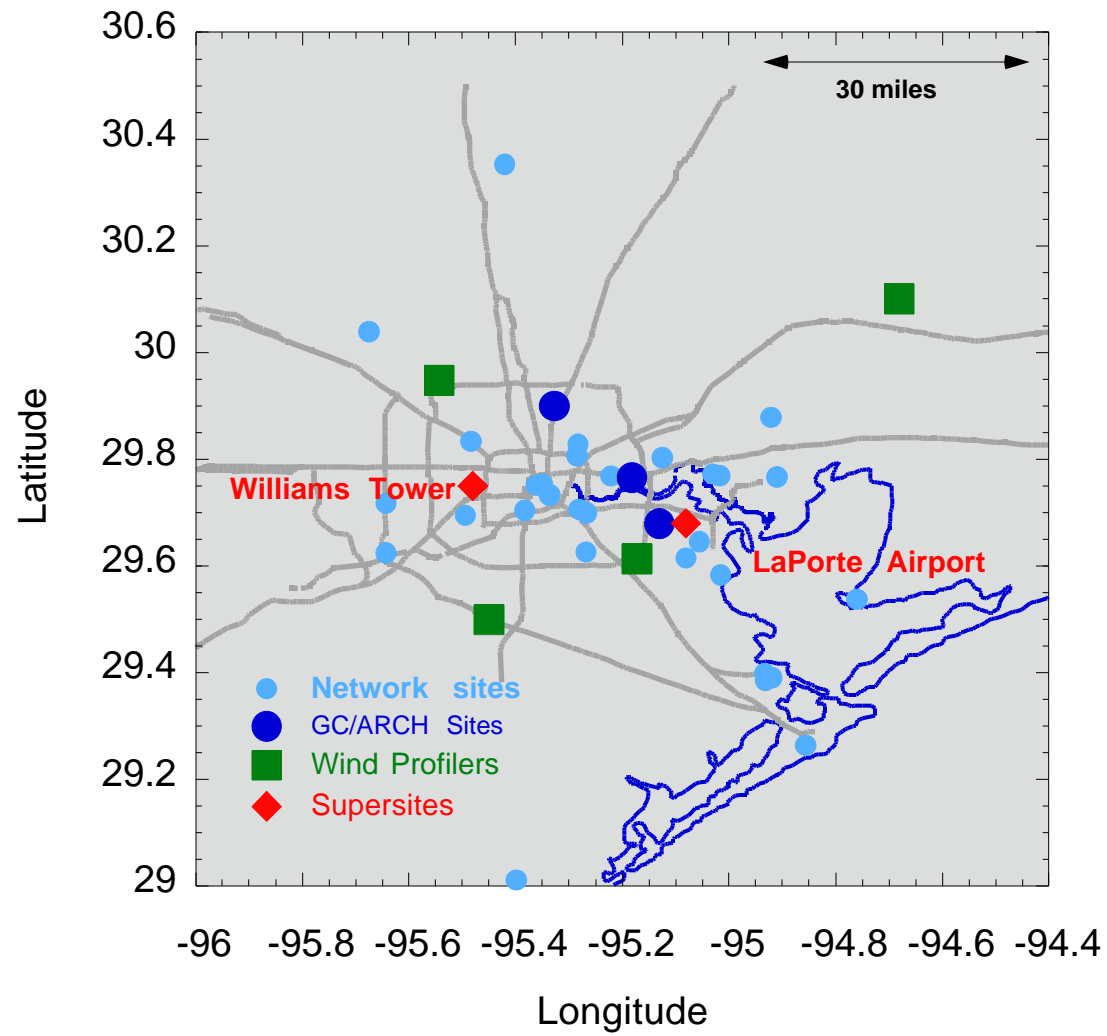 30.6
30 miles
30.4
30.2
30
29.8
Williams Tower
29.6
LaPorte Airport
29.4
Network sites
GC/ARCH Sites
Wind Profilers
29.2
Supersites
29
Latitude
-96 -95.8 -95.6 -95.4 -95.2 -95 -94.8 -94.6 -94.4
Longitude